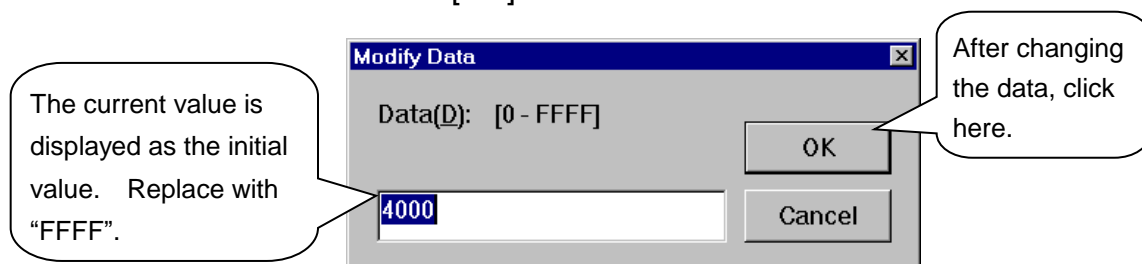 Modify Data
The current value is
displayed as the initial
value. Replace with
“FFFF”.
Data(D): [0 - FFFF]
4000
OK
Cancel
After changing
the data, click
here.